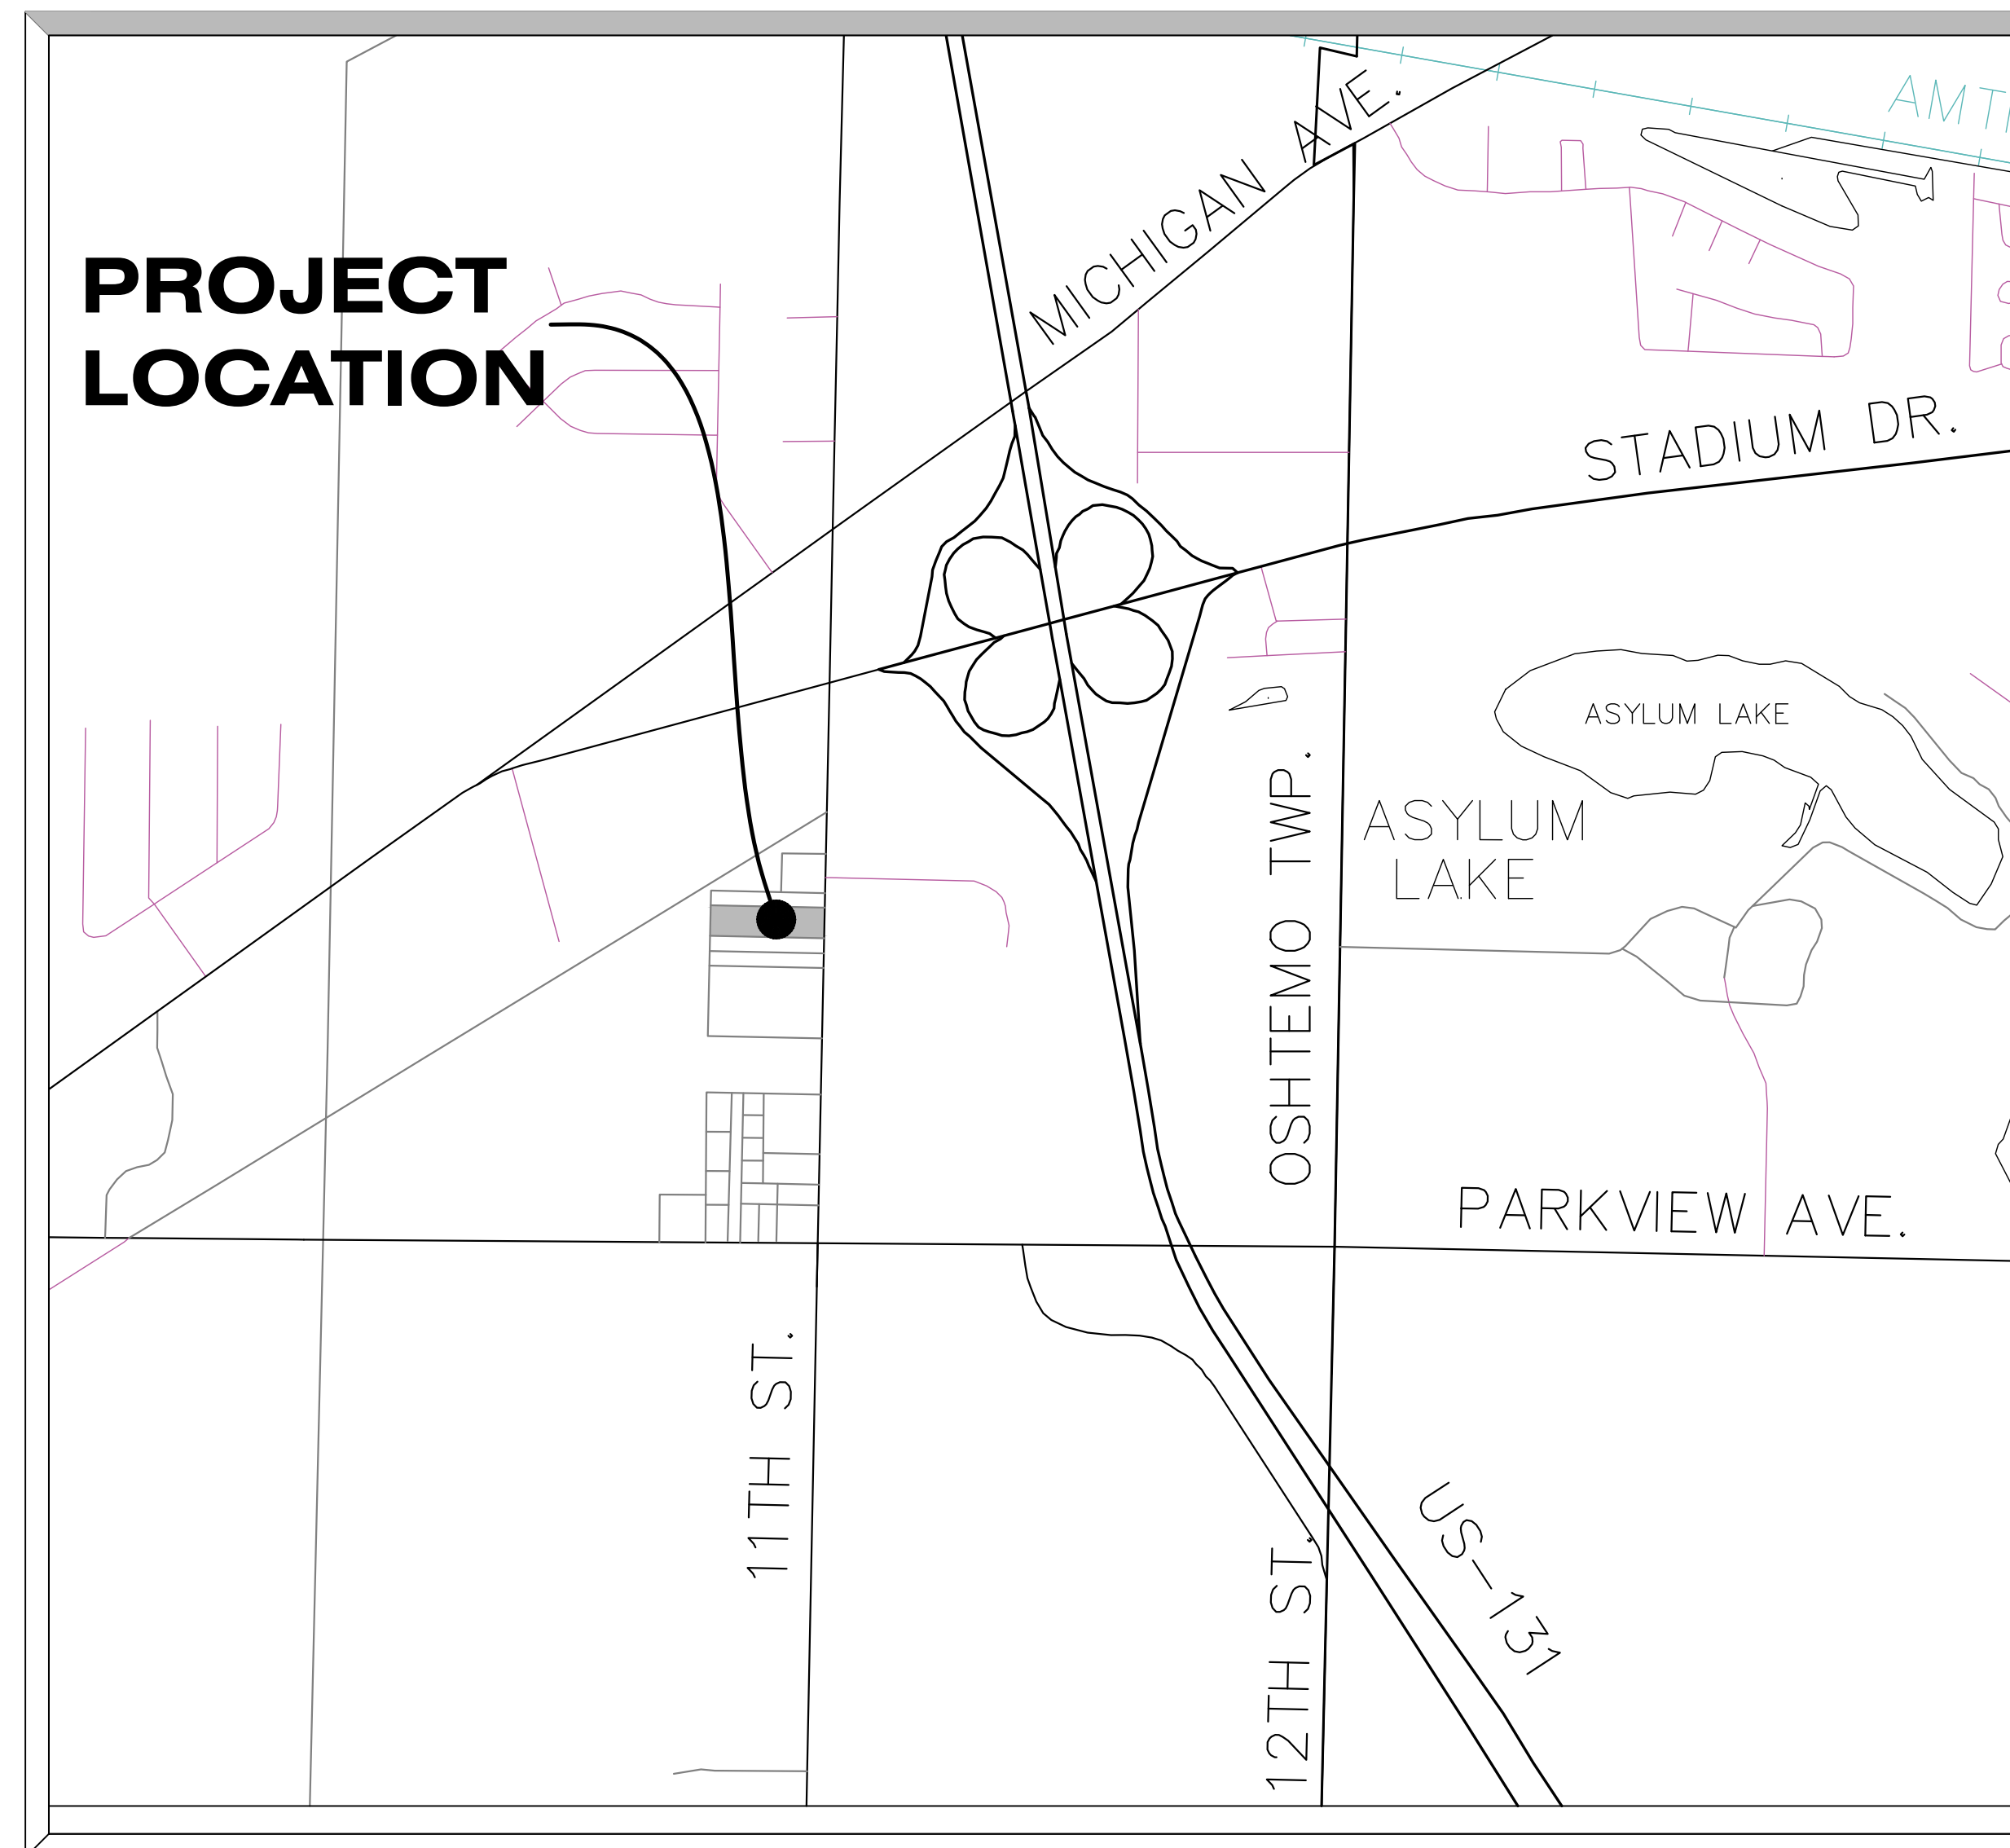 AMT
MICHIGAN AVE.
PROJECT
LOCATION
STADIUM DR.
ASYLUM LAKE
ASYLUM
LAKE
OSHTEMO TWP.
PARKVIEW AVE.
11TH ST.
12TH ST.
US-131